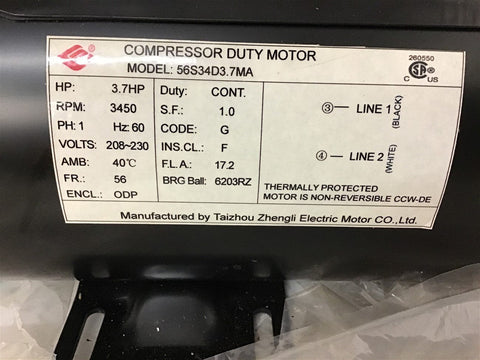 COMPRESSOR DUTY MOTOR
MODEL: 56S34D3.7MA
260550
C SA US
HP: 3.7HP Duty: CONT.
RPM: 3450 S.F.: 1.0
PH: 1 Hz: 60 CODE: G
VOLTS: 208~230 INS.CL.: F
AMB: 40℃ F.L.A.: 17.2
FR.: 56 BRG Ball: 6203RZ
ENCL.: ODP
③— LINE 1 (BLACK)
④— LINE 2 (WHITE)
THERMALLY PROTECTED
MOTOR IS NON-REVERSIBLE CCW-DE
Manufactured by Taizhou Zhengli Electric Motor CO.,Ltd.